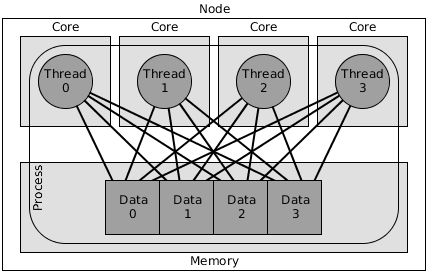 Node
Core Core Core Core
Thread
0
Thread
1
Thread
2
Thread
3
Process
Data
0
Data
1
Data
2
Data
3
Memory